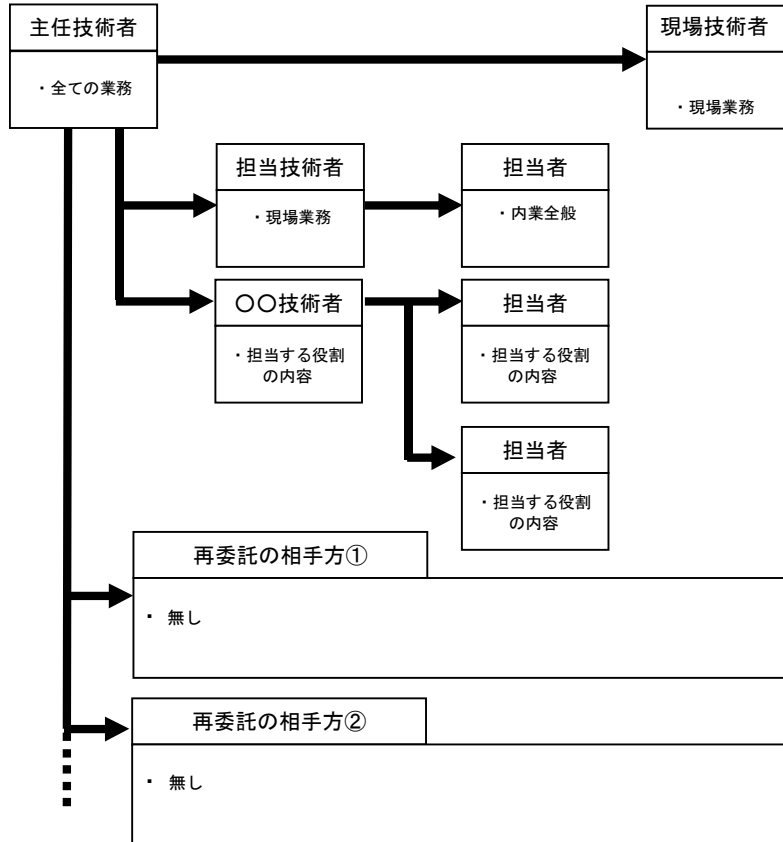 主任技術者
・全ての業務
現場技術者
・現場業務
担当技術者
・現場業務
担当者
・内業全般
〇〇技術者
・担当する役割
の内容
担当者
・担当する役割
の内容
担当者
・担当する役割
の内容
再委託の相手方①
・ 無し
再委託の相手方②
・ 無し